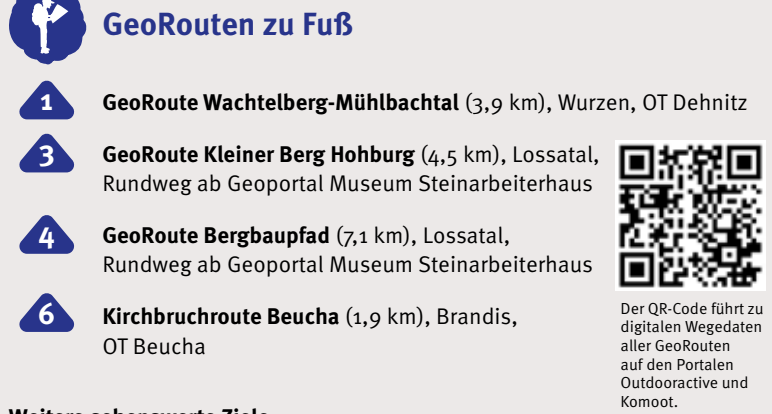 GeoRouten zu Fuß
1
GeoRoute Wachtelberg-Mühlbachtal (3,9 km), Wurzen, OT Dehnitz
3
GeoRoute Kleiner Berg Hohburg (4,5 km), Lossatal,
Rundweg ab Geoportal Museum Steinarbeiterhaus
4
GeoRoute Bergbaupfad (7,1 km), Lossatal,
Rundweg ab Geoportal Museum Steinarbeiterhaus
6
Kirchbruchroute Beucha (1,9 km), Brandis,
OT Beucha
Der QR-Code führt zu
digitalen Wegedaten
aller GeoRouten
auf den Portalen
Outdooractive und
Komoot.
Weitere sehenswerte Ziele